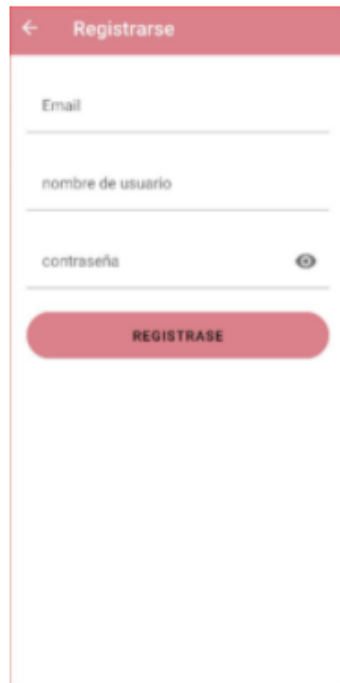 Registrarse
Email
nombre de usuario
contraseña
REGISTRASE